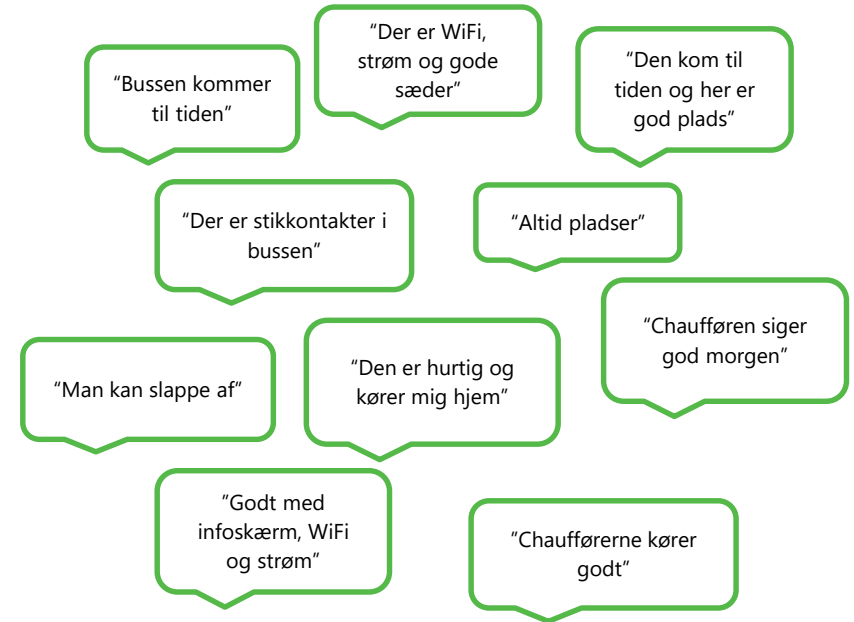 ”Der er WiFi,
strøm og gode
sæder”
”Bussen kommer
til tiden”
”Den kom til
tiden og her er
god plads”
”Der er stikkontakter i
bussen”
”Altid pladser”
”Chaufføren siger
god morgen”
”Man kan slappe af”
”Den er hurtig og
kører mig hjem”
”Godt med
infoskærm, WiFi
og strøm”
”Chaufførerne kører
godt”